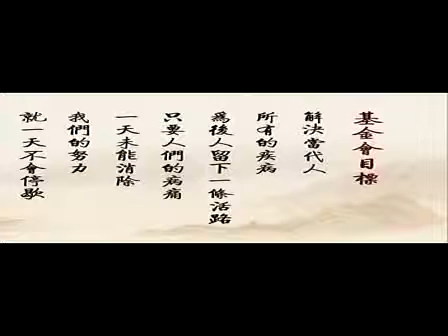 基金會目標
解決當代人
所有的疾病
為後人留下一條活路
只要人們的病痛
一天未能消除
我們的努力
就一天不會停歇